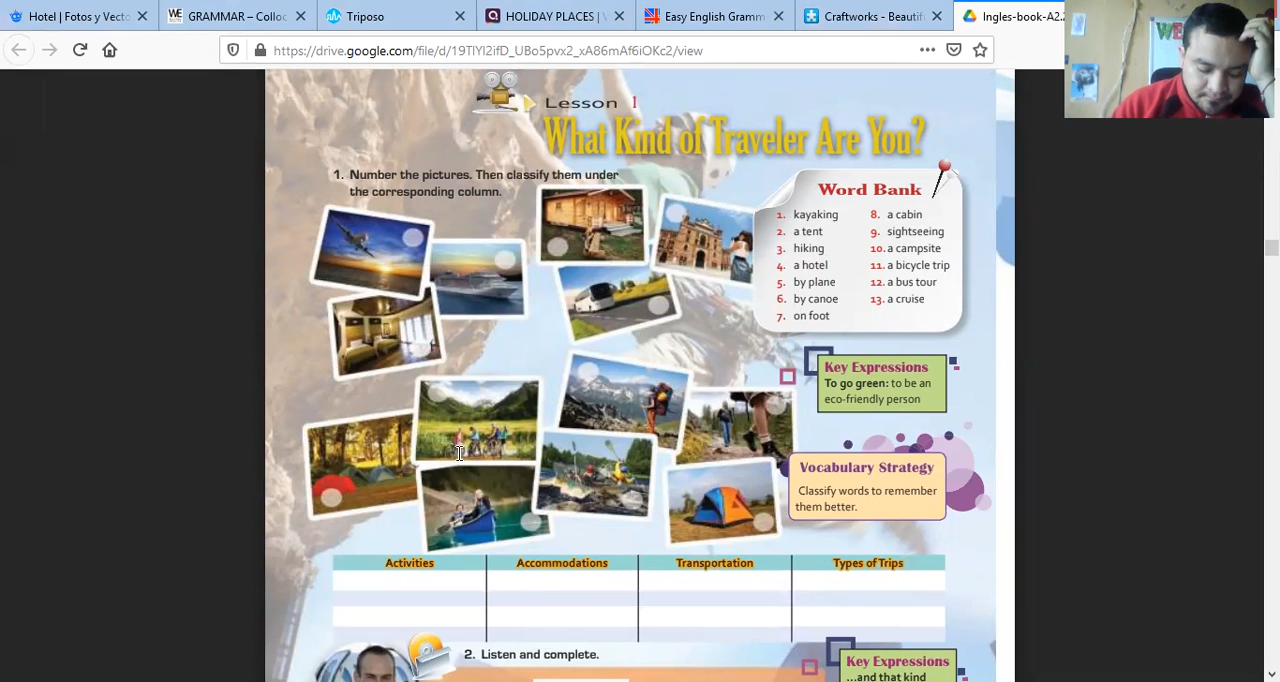 Hotel | Fotos y Vecto
GRAMMAR – Colloc
Triposo
HOLIDAY PLACES | V
Easy English Gramm
Craftworks - Beautif
Ingles-book-A2.
https://drive.google.com/file/d/19TlYl2ifD_UBo5pvx2_xA86mAf6iOKc2/view
Lesson 1
What Kind of Traveler Are You?
1. Number the pictures. Then classify them under
the corresponding column.
Word Bank
1. kayaking
2. a tent
3. hiking
4. a hotel
5. by plane
6. by canoe
7. on foot
8. a cabin
9. sightseeing
10. a campsite
11. a bicycle trip
12. a bus tour
13. a cruise
Key Expressions
To go green: to be an
eco-friendly person
Vocabulary Strategy
Classify words to remember
them better.
Activities Accommodations Transportation Types of Trips
2. Listen and complete.
Key Expressions
...and that kind